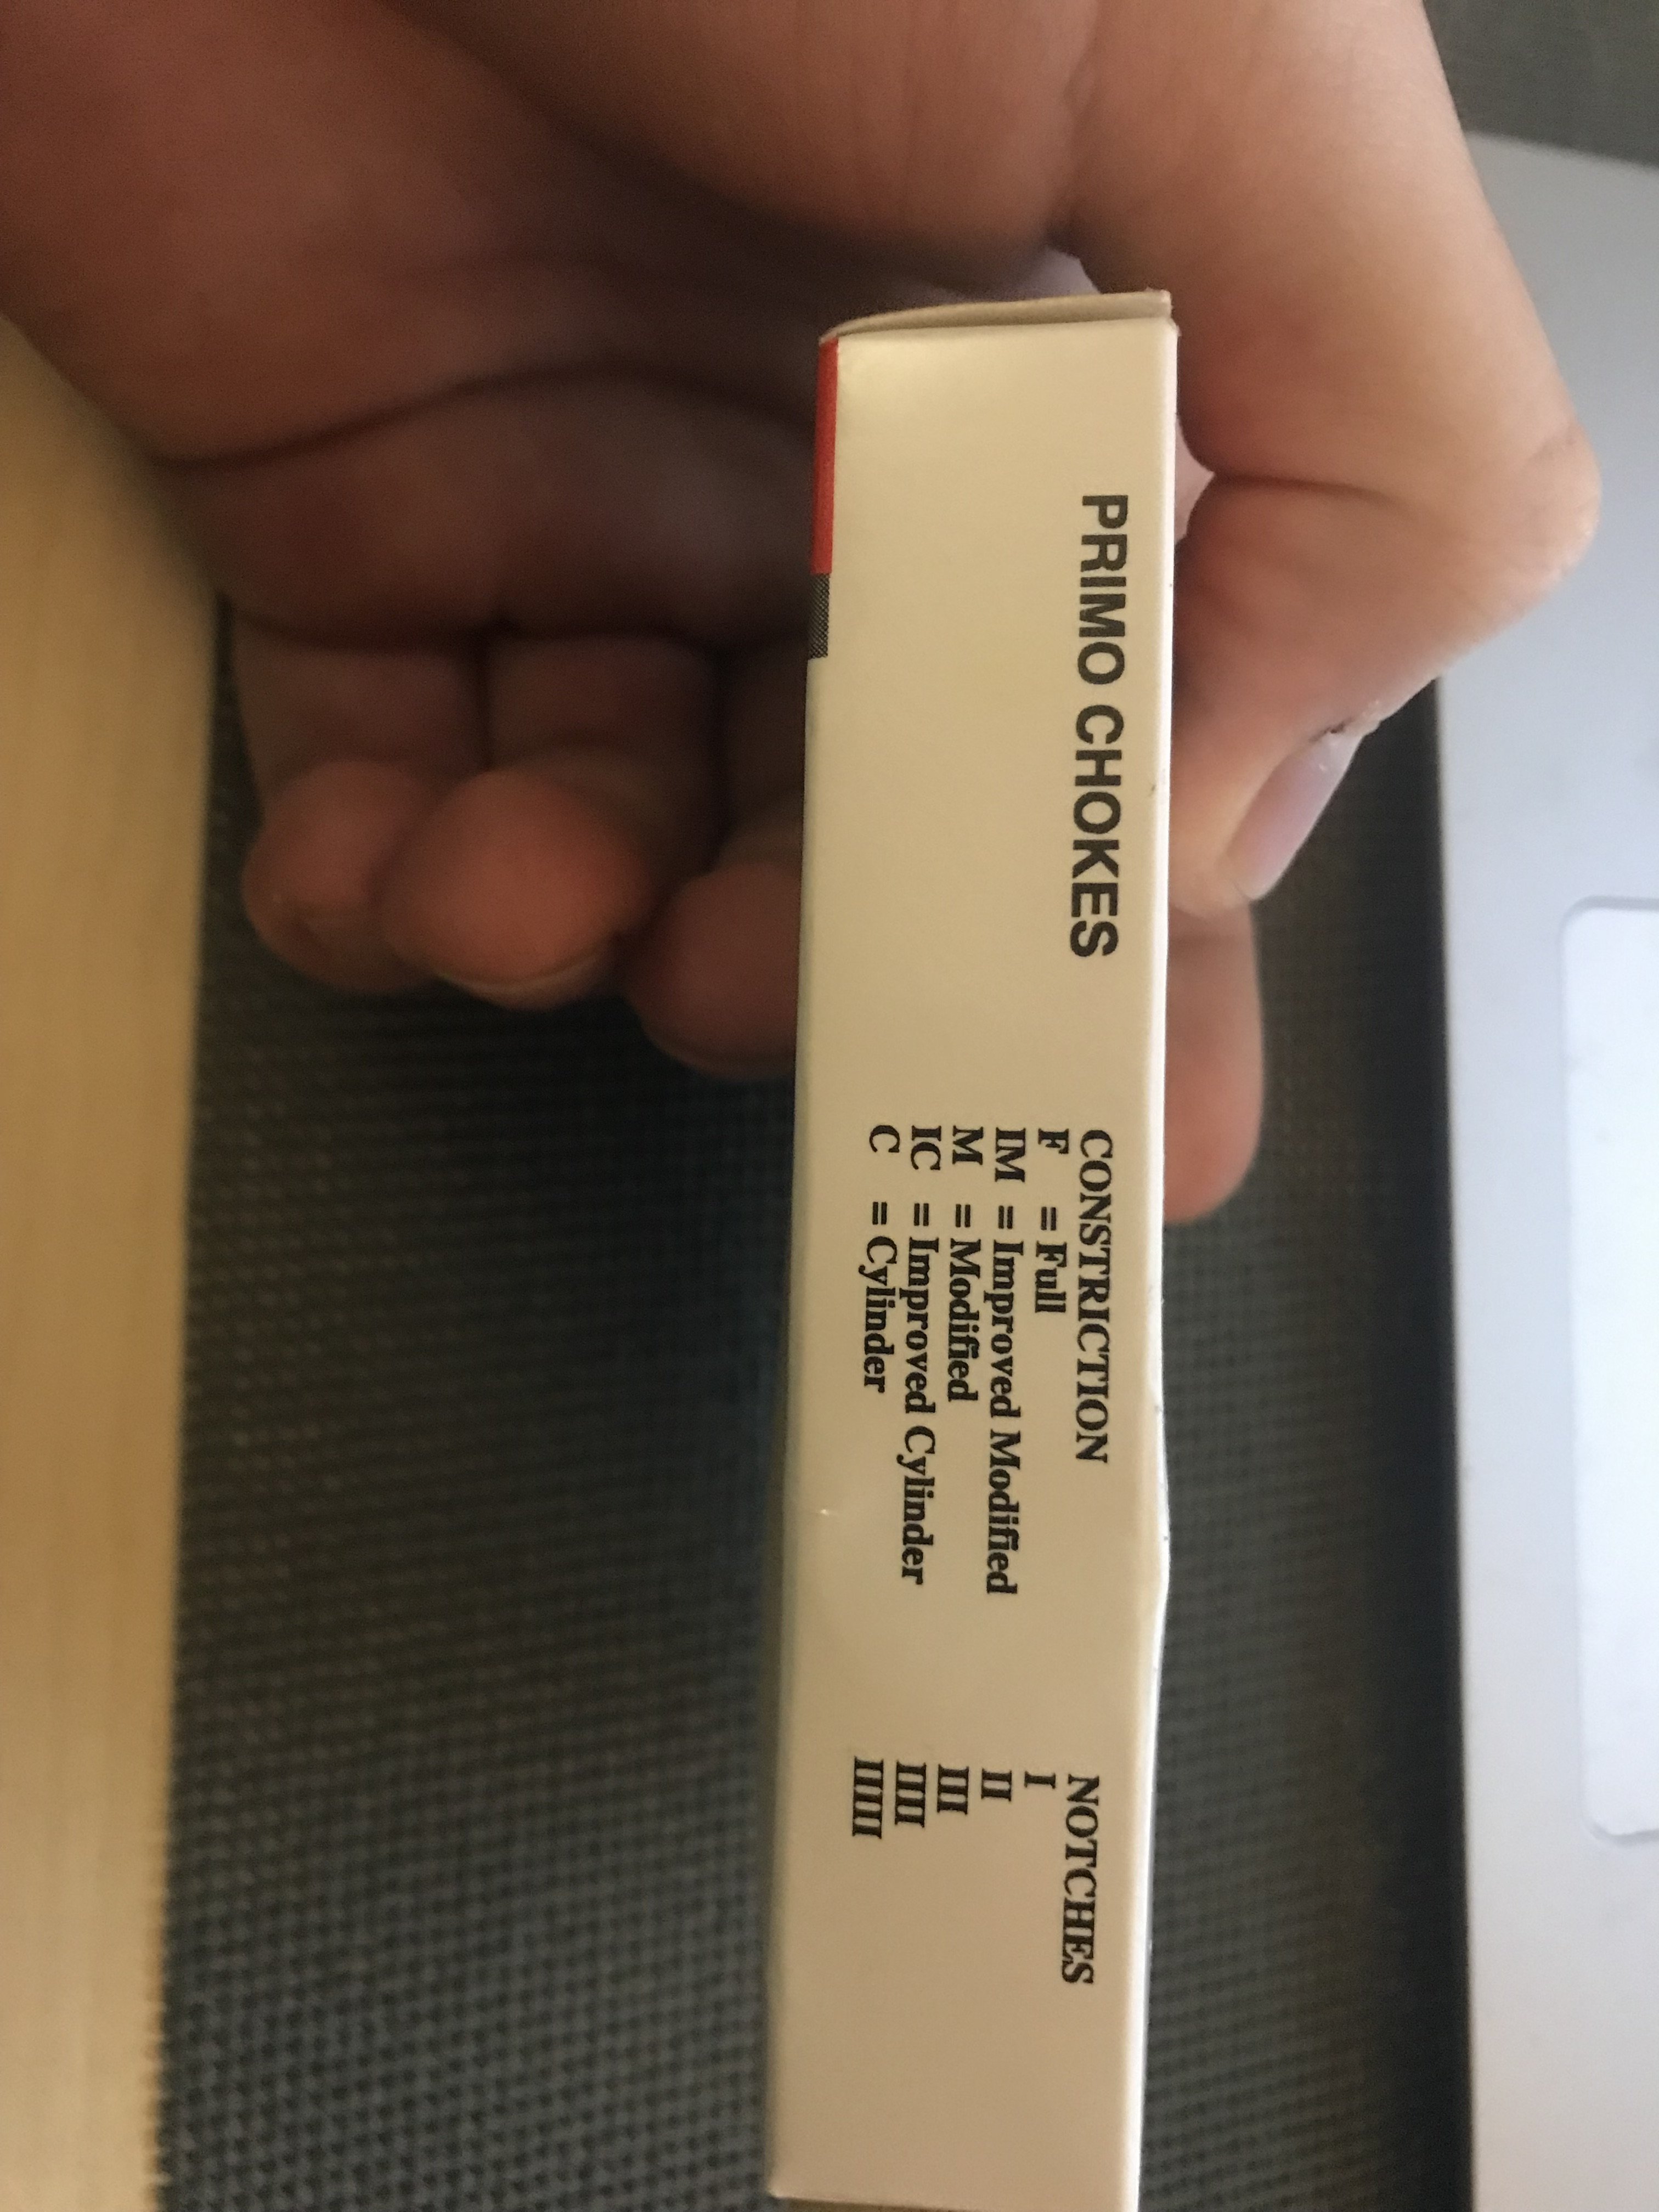 PRIMO CHOKES
CONSTRICTION NOTCHES
F = Full I
IM = Improved Modified II
M = Modified III
IC = Improved Cylinder IIII
C = Cylinder IIIII